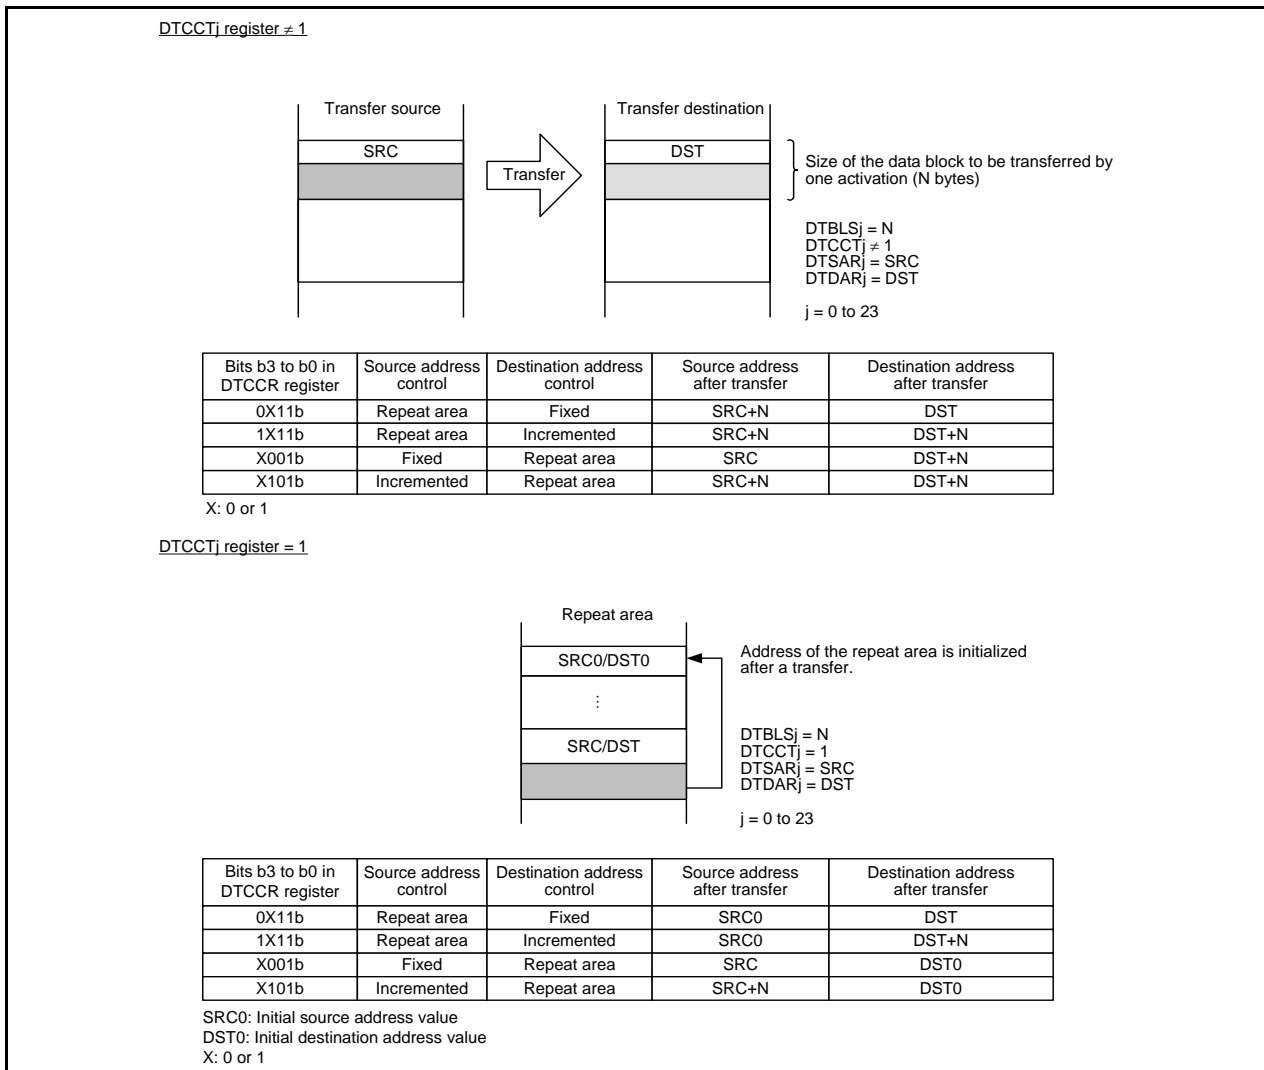 DTCCTj register ≠ 1
Transfer source
Transfer destination
SRC
DST
Transfer
Size of the data block to be transferred by
one activation (N bytes)
DTBLSj = N
DTCCTj ≠ 1
DTSARj = SRC
DTDARj = DST
j = 0 to 23
Bits b3 to b0 in DTCCR register | Source address control | Destination address control | Source address after transfer | Destination address after transfer
0X11b | Repeat area | Fixed | SRC+N | DST
1X11b | Repeat area | Incremented | SRC+N | DST+N
X001b | Fixed | Repeat area | SRC | DST+N
X101b | Incremented | Repeat area | SRC+N | DST+N
X: 0 or 1
DTCCTj register = 1
Repeat area
SRC0/DST0
⋮
SRC/DST
Address of the repeat area is initialized
after a transfer.
DTBLSj = N
DTCCTj = 1
DTSARj = SRC
DTDARj = DST
j = 0 to 23
Bits b3 to b0 in DTCCR register | Source address control | Destination address control | Source address after transfer | Destination address after transfer
0X11b | Repeat area | Fixed | SRC0 | DST
1X11b | Repeat area | Incremented | SRC0 | DST+N
X001b | Fixed | Repeat area | SRC | DST0
X101b | Incremented | Repeat area | SRC+N | DST0
SRC0: Initial source address value
DST0: Initial destination address value
X: 0 or 1